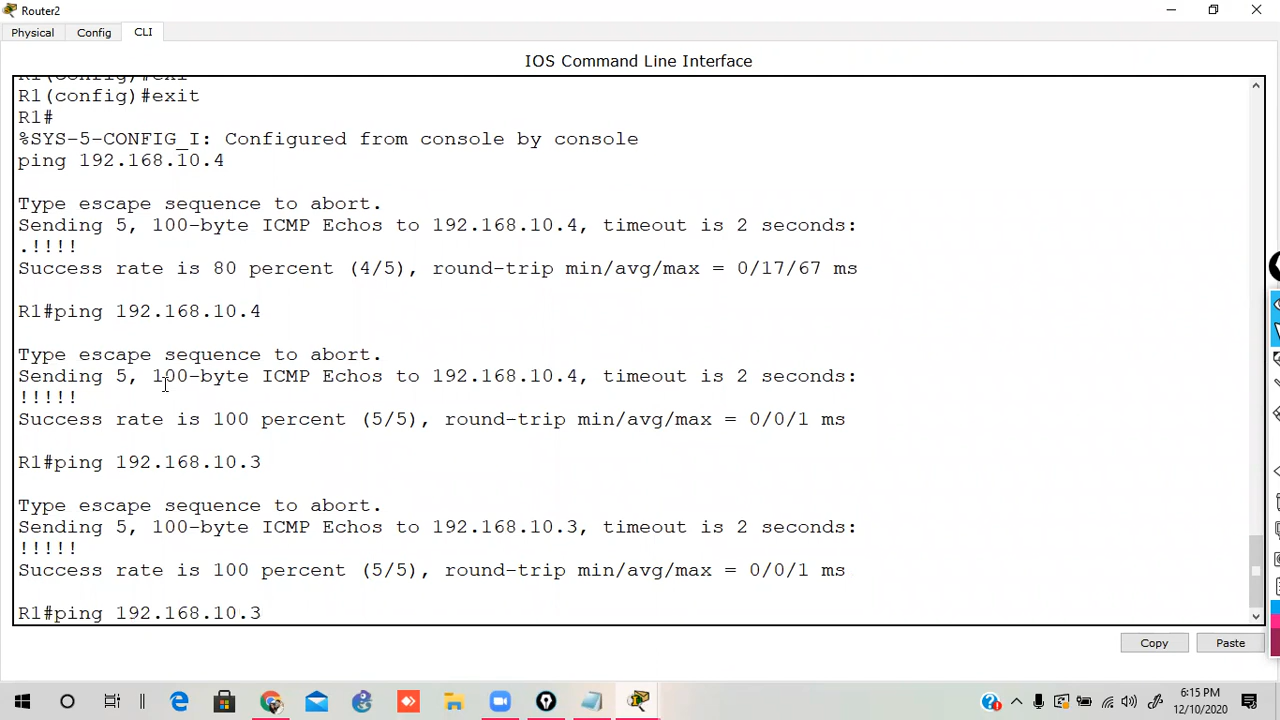 Router2
Physical
Config
CLI
IOS Command Line Interface
R1(config)#exi
R1(config)#exit
R1#
%SYS-5-CONFIG_I: Configured from console by console
ping 192.168.10.4
Type escape sequence to abort.
Sending 5, 100-byte ICMP Echos to 192.168.10.4, timeout is 2 seconds:
.!!!!
Success rate is 80 percent (4/5), round-trip min/avg/max = 0/17/67 ms
R1#ping 192.168.10.4
Type escape sequence to abort.
Sending 5, 100-byte ICMP Echos to 192.168.10.4, timeout is 2 seconds:
!!!!!
Success rate is 100 percent (5/5), round-trip min/avg/max = 0/0/1 ms
R1#ping 192.168.10.3
Type escape sequence to abort.
Sending 5, 100-byte ICMP Echos to 192.168.10.3, timeout is 2 seconds:
!!!!!
Success rate is 100 percent (5/5), round-trip min/avg/max = 0/0/1 ms
R1#ping 192.168.10.3
Copy
Paste
6:15 PM
12/10/2020